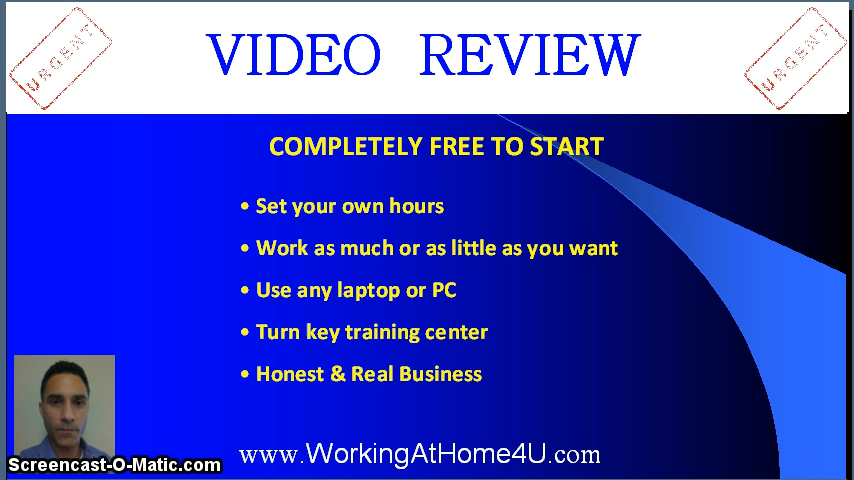 URGENT
VIDEO REVIEW
URGENT
COMPLETELY FREE TO START
• Set your own hours
• Work as much or as little as you want
• Use any laptop or PC
• Turn key training center
• Honest & Real Business
www.WorkingAtHome4U.com
Screencast-O-Matic.com